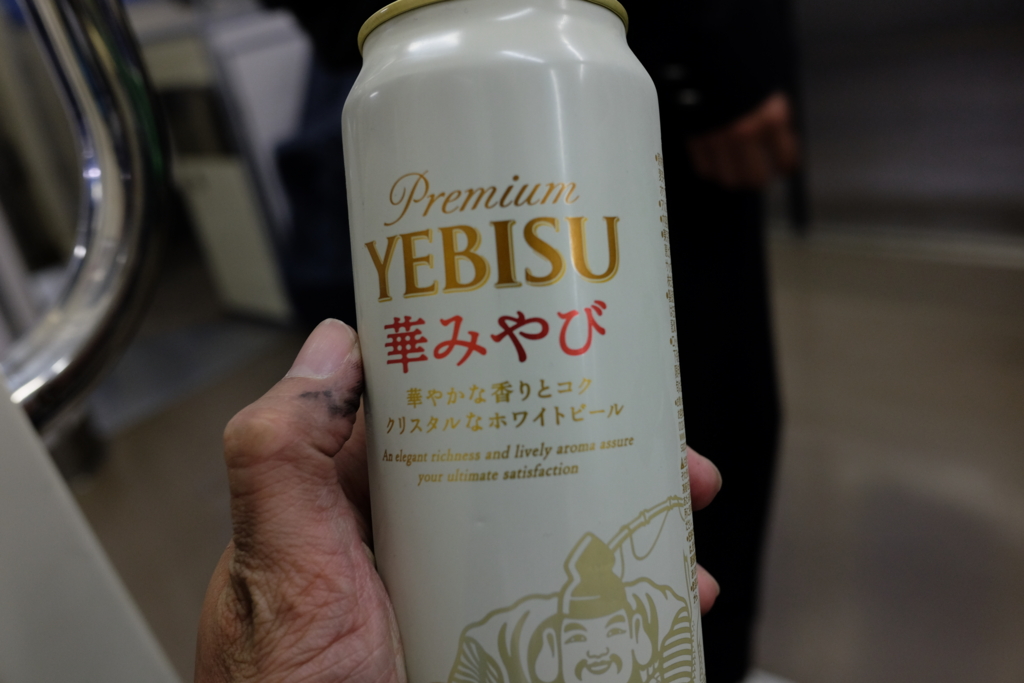 Premium
YEBISU
華みやび
華やかな香りとコク
クリスタルなホワイトビール
An elegant richness and lively aroma assure
your ultimate satisfaction